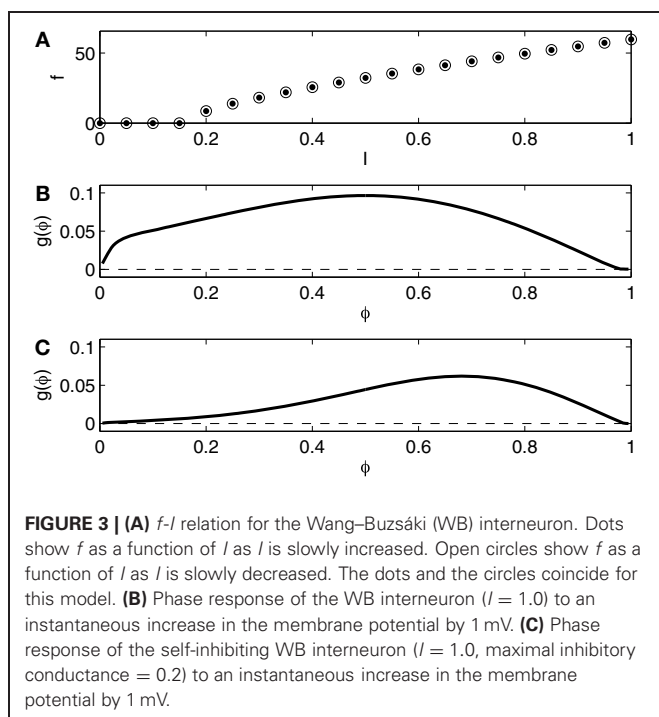 A
50
f
0
0 0.2 0.4 0.6 0.8 1
I
B
0.1
g(ϕ)
0.05
0
0 0.2 0.4 0.6 0.8 1
ϕ
C
0.1
g(ϕ)
0.05
0
0 0.2 0.4 0.6 0.8 1
ϕ
FIGURE 3 | (A) f-I relation for the Wang–Buzsáki (WB) interneuron. Dots
show f as a function of I as I is slowly increased. Open circles show f as a
function of I as I is slowly decreased. The dots and the circles coincide for
this model. (B) Phase response of the WB interneuron (I = 1.0) to an
instantaneous increase in the membrane potential by 1 mV. (C) Phase
response of the self-inhibiting WB interneuron (I = 1.0, maximal inhibitory
conductance = 0.2) to an instantaneous increase in the membrane
potential by 1 mV.